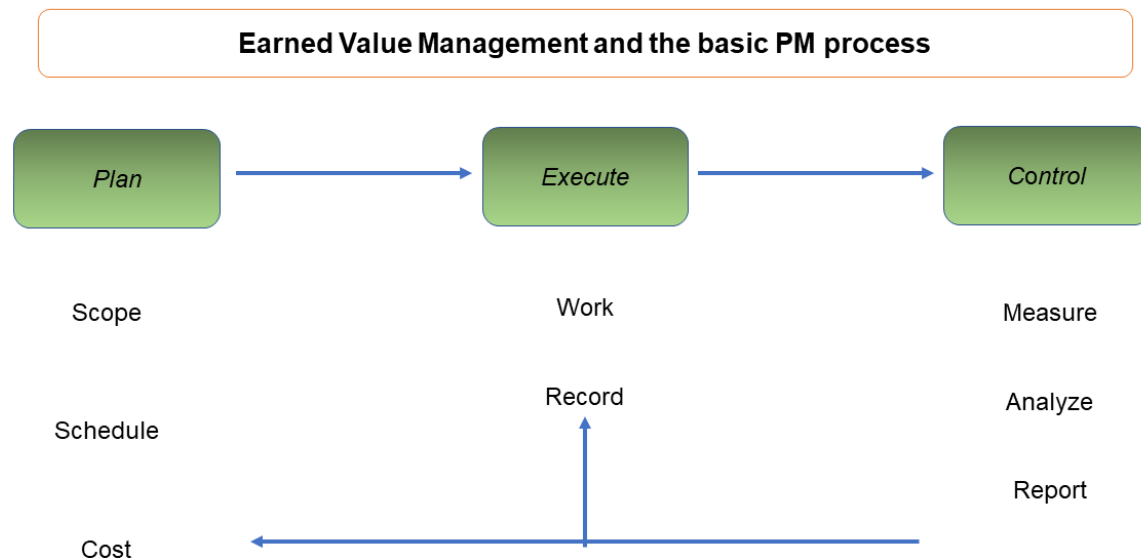 Earned Value Management and the basic PM process
Plan
Execute
Control
Scope
Schedule
Cost
Work
Record
Measure
Analyze
Report